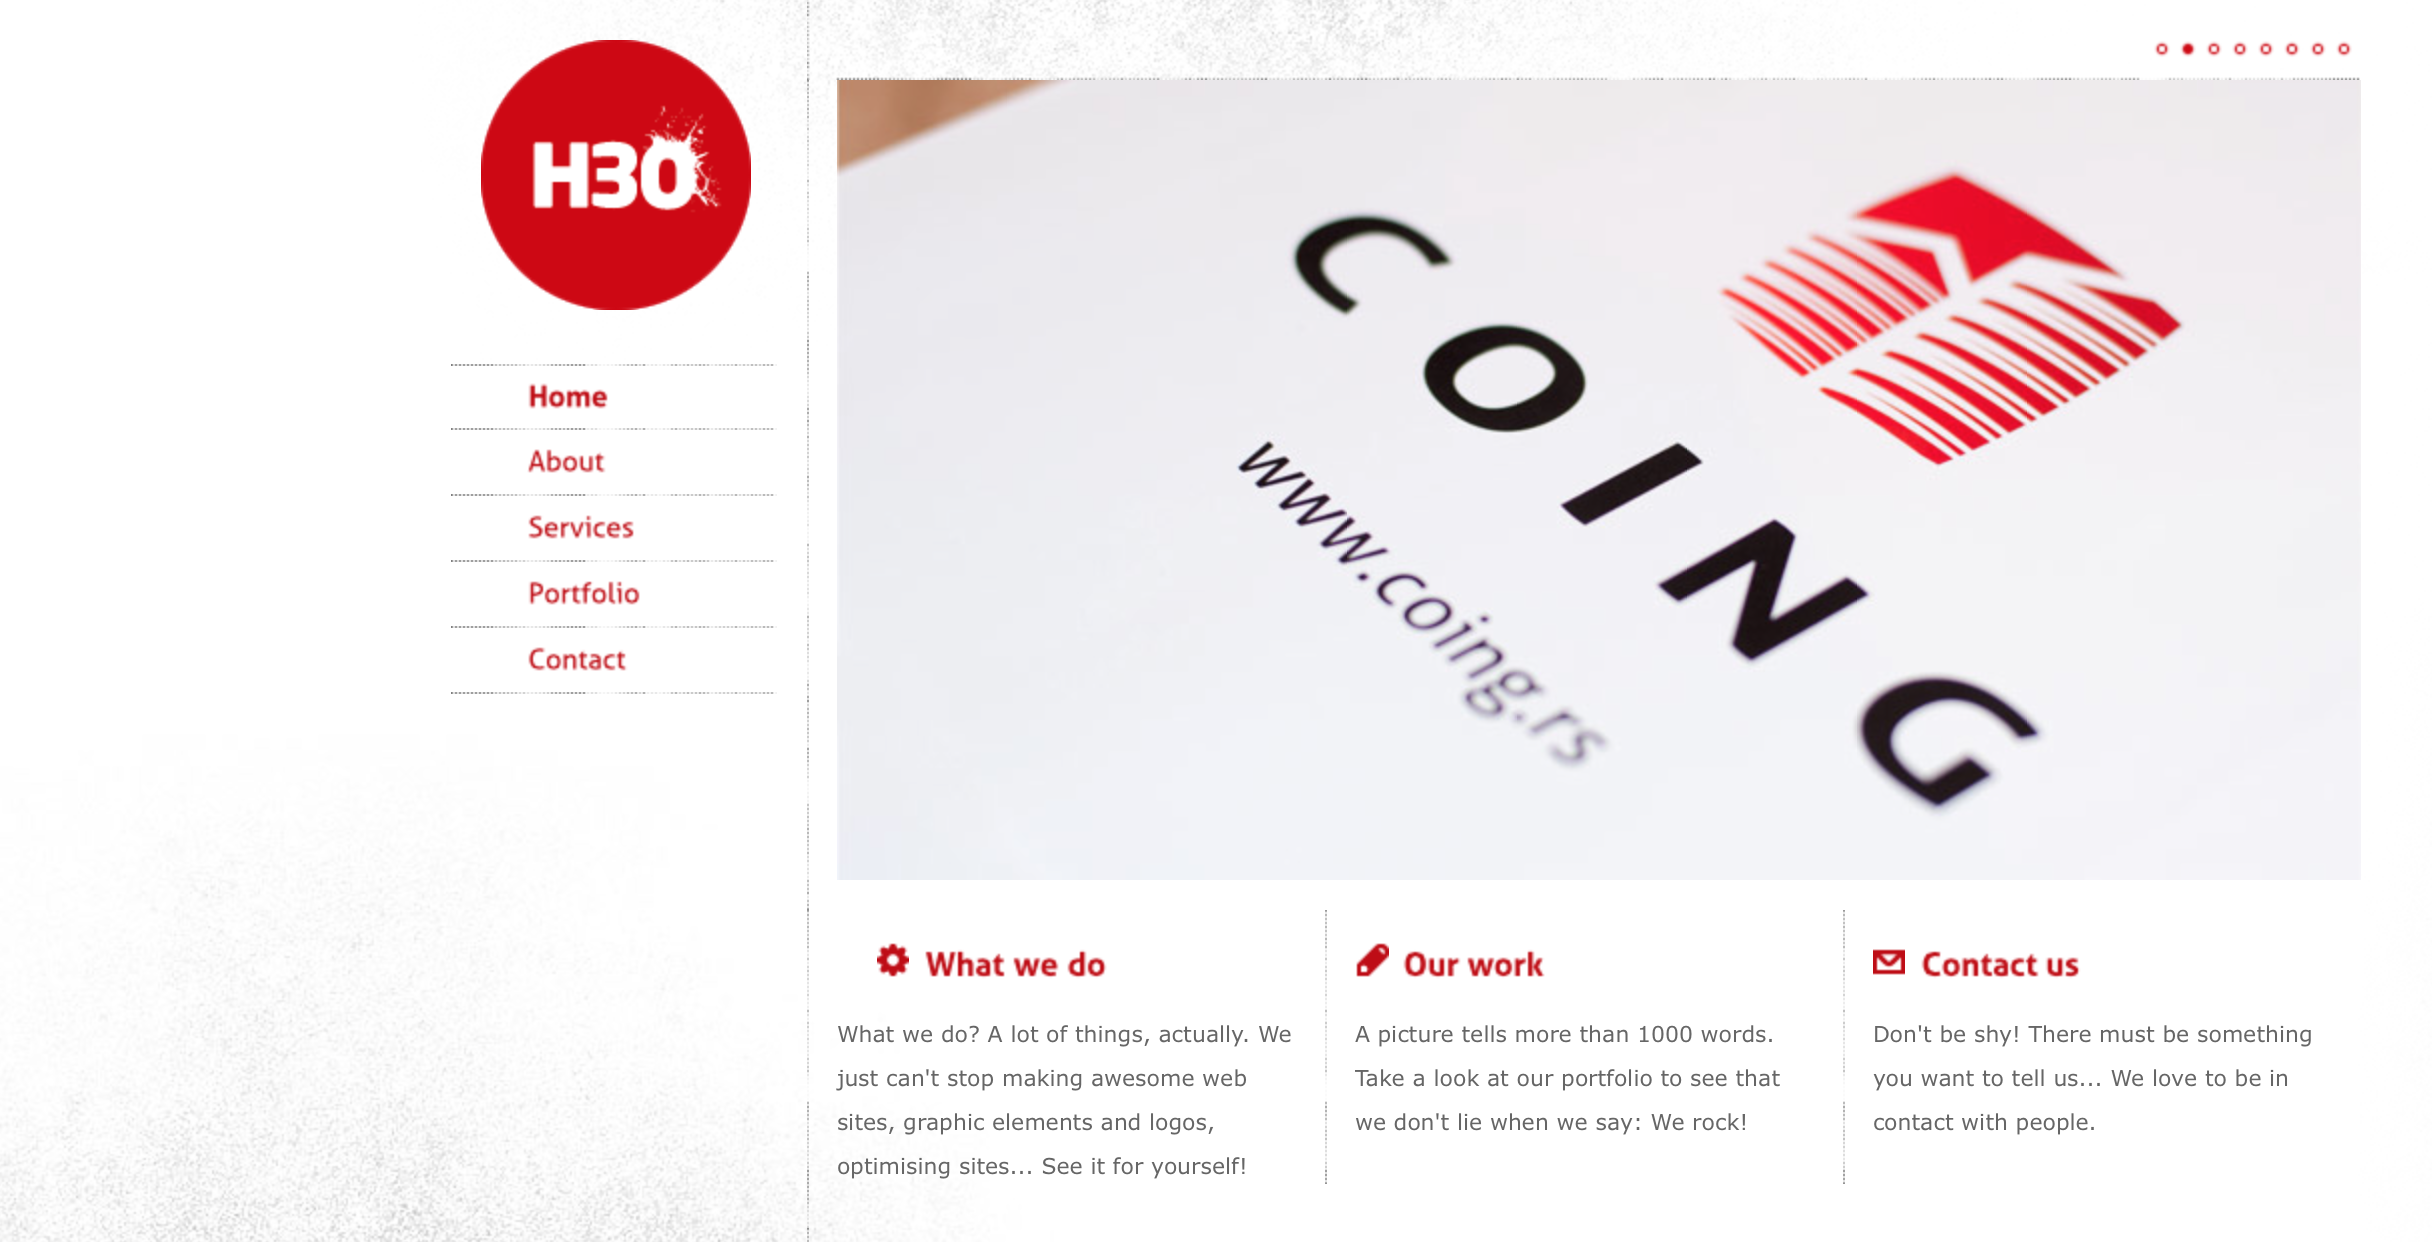 H3O
Home
About
Services
Portfolio
Contact
COING
www.coing.rs
What we do
What we do? A lot of things, actually. We
just can't stop making awesome web
sites, graphic elements and logos,
optimising sites... See it for yourself!
Our work
A picture tells more than 1000 words.
Take a look at our portfolio to see that
we don't lie when we say: We rock!
Contact us
Don't be shy! There must be something
you want to tell us... We love to be in
contact with people.